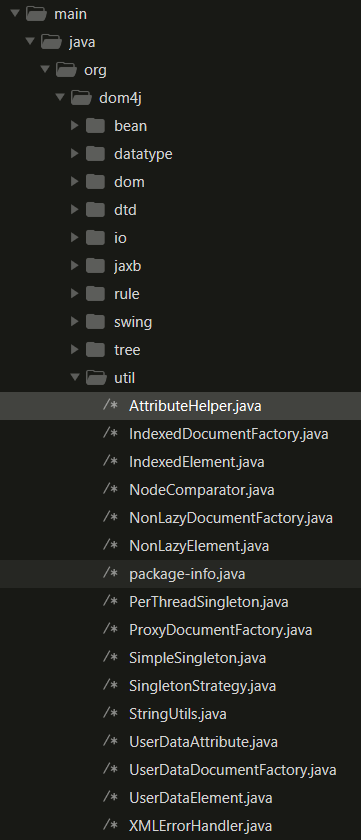 main
java
org
dom4j
bean
datatype
dom
dtd
io
jaxb
rule
swing
tree
util
/* AttributeHelper.java
/* IndexedDocumentFactory.java
/* IndexedElement.java
/* NodeComparator.java
/* NonLazyDocumentFactory.java
/* NonLazyElement.java
/* package-info.java
/* PerThreadSingleton.java
/* ProxyDocumentFactory.java
/* SimpleSingleton.java
/* SingletonStrategy.java
/* StringUtils.java
/* UserDataAttribute.java
/* UserDataDocumentFactory.java
/* UserDataElement.java
/* XMLErrorHandler.java